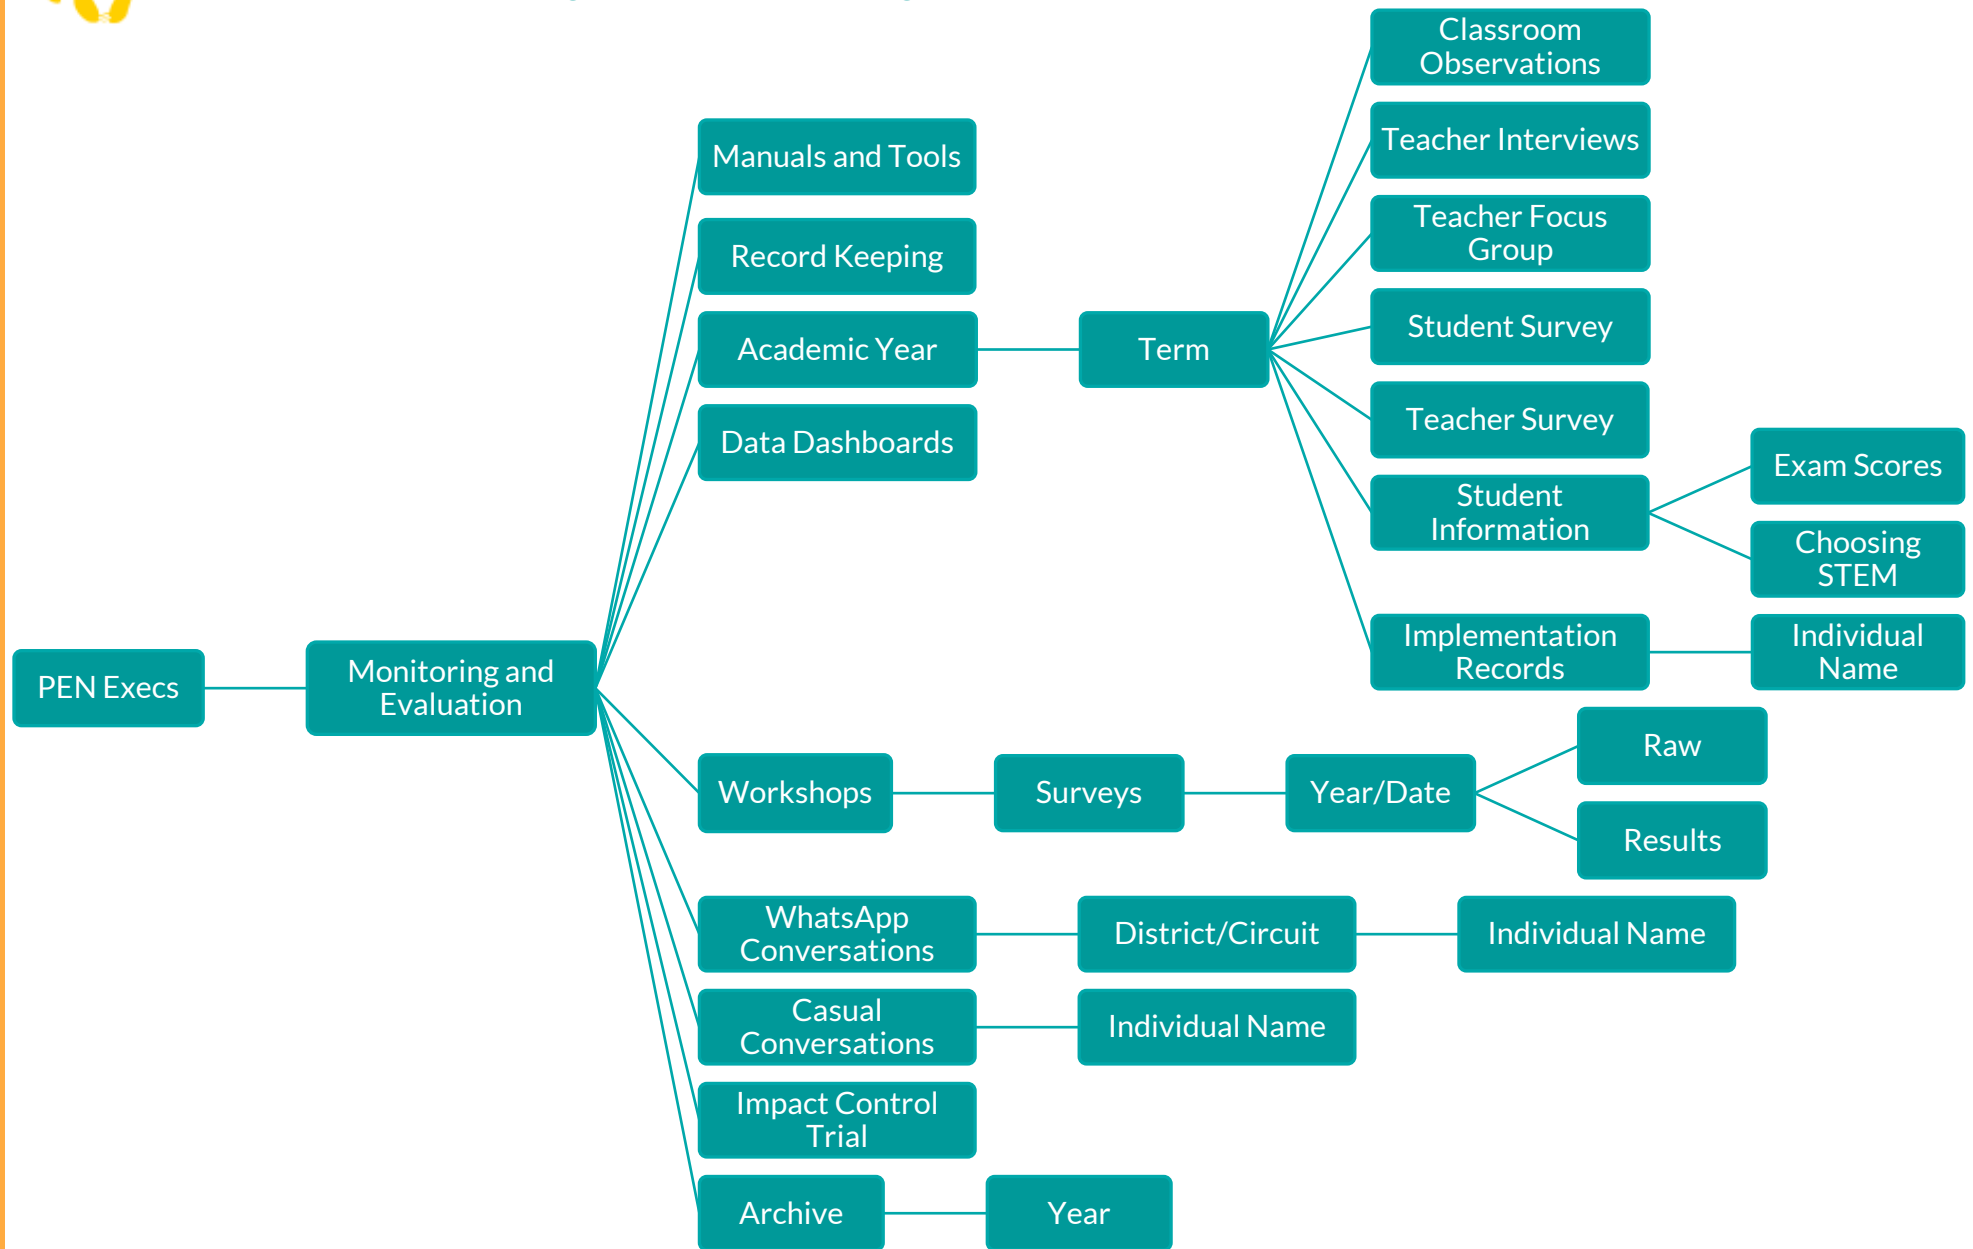 Classroom
Observations
Manuals and Tools
Teacher Interviews
Record Keeping
Teacher Focus
Group
Academic Year
Term
Student Survey
Data Dashboards
Teacher Survey
Student
Information
Exam Scores
Choosing
STEM
Implementation
Records
Individual
Name
PEN Execs
Monitoring and
Evaluation
Workshops
Surveys
Year/Date
Raw
Results
WhatsApp
Conversations
District/Circuit
Individual Name
Casual
Conversations
Individual Name
Impact Control
Trial
Archive
Year